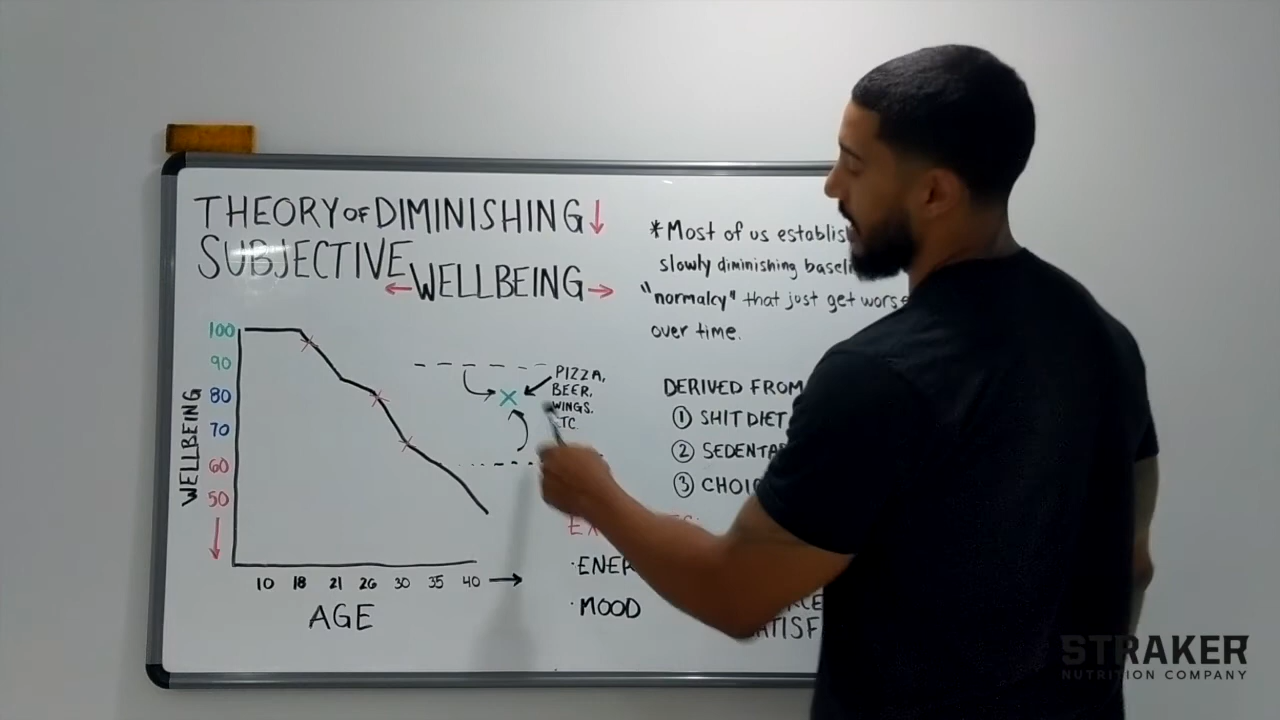 THEORY OF DIMINISHING
SUBJECTIVE WELLBEING
100
90
80
70
60
50
WELLBEING
10 18 21 26 30 35 40
AGE
PIZZA,
BEER,
WINGS.
*Most of us establis
slowly diminishing baseli
"normalcy" that just get worse
over time.
DERIVED FROM
① SHIT DIET
② SEDENTA
③ CHOIC
·ENER
·MOOD
STRAKER
NUTRITION COMPANY